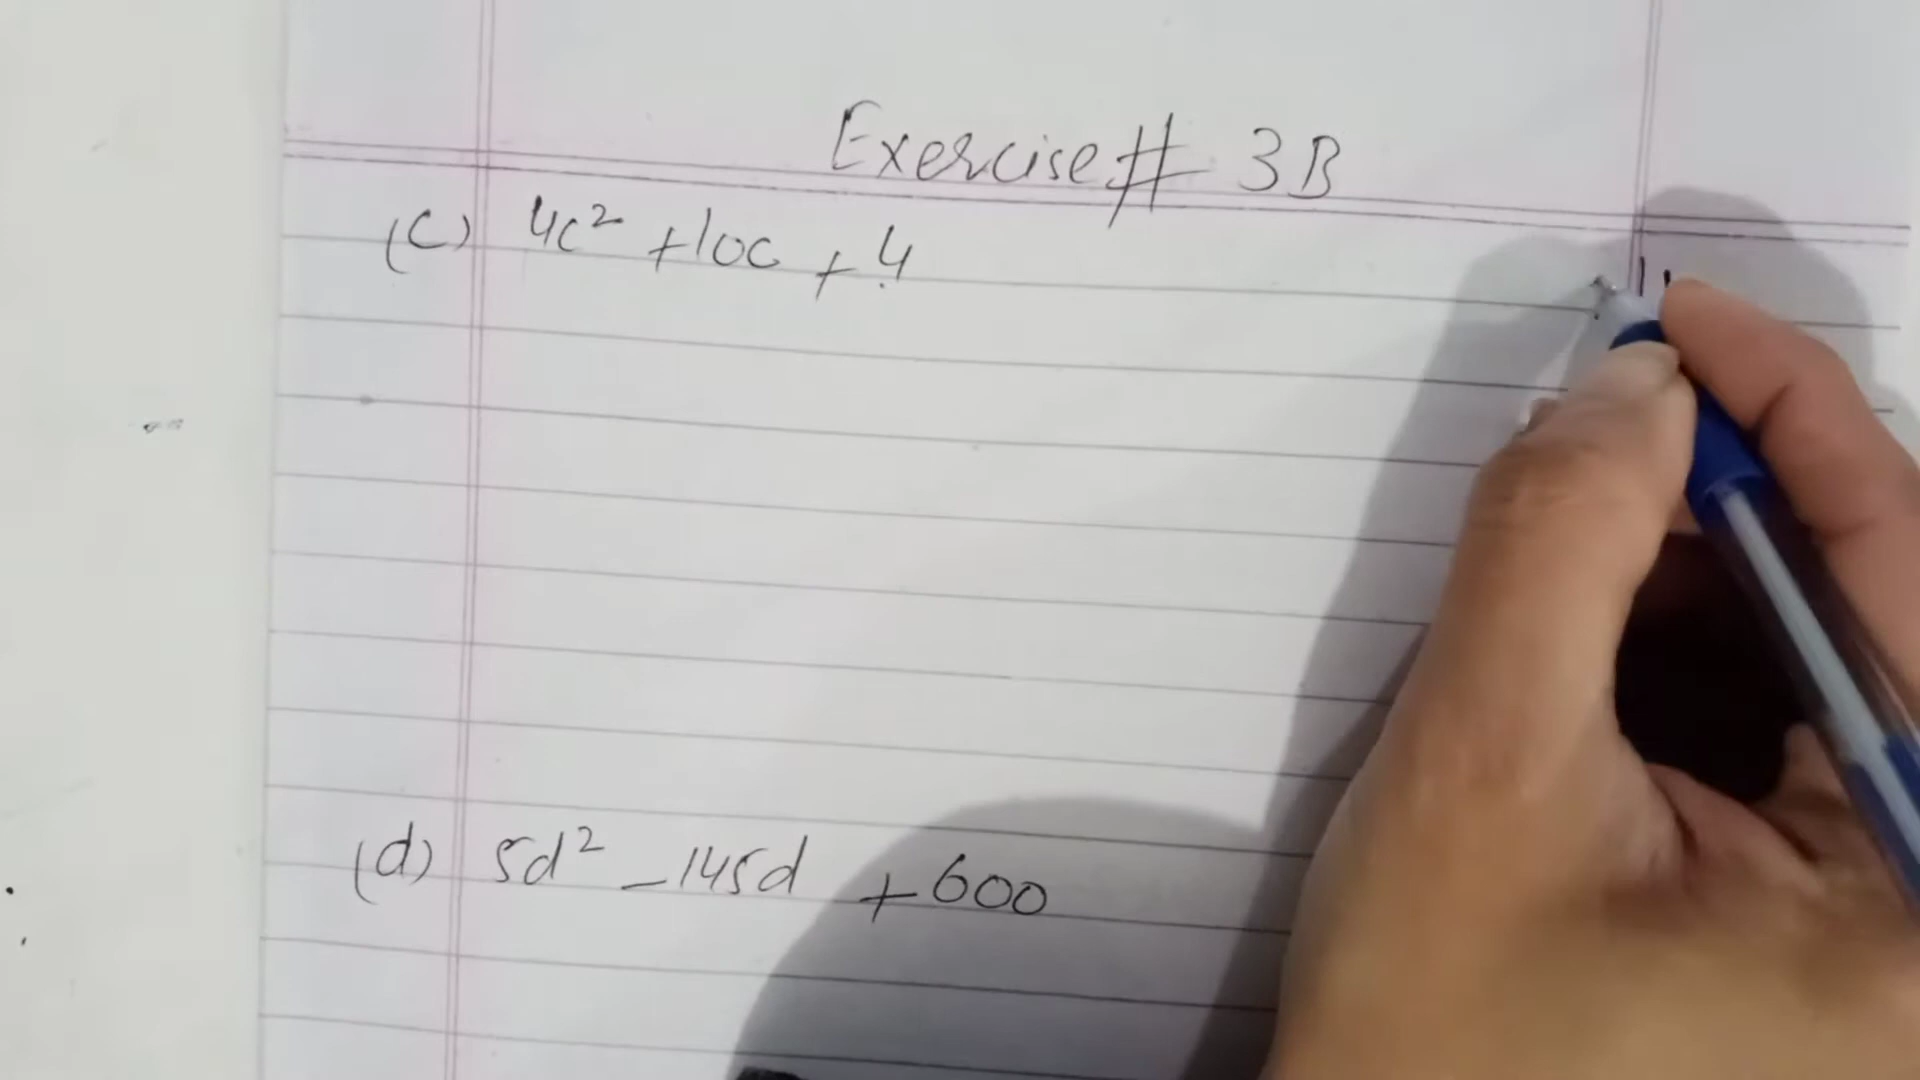 Exercise # 3B
(c) 4c² +10c + 4
(d) 5d² - 145d + 600